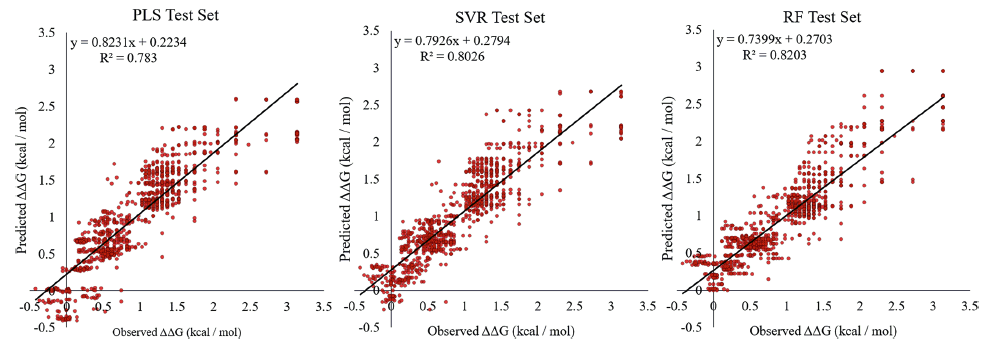 PLS Test Set
y = 0.8231x + 0.2234
R² = 0.783
3.5
3
2.5
2
1.5
1
0.5
0
-0.5
-0.5 0 0.5 1 1.5 2 2.5 3 3.5
Predicted ΔΔG (kcal / mol)
Observed ΔΔG (kcal / mol)
SVR Test Set
y = 0.7926x + 0.2794
R² = 0.8026
3.5
3
2.5
2
1.5
1
0.5
0
-0.5
-0.5 0 0.5 1 1.5 2 2.5 3 3.5
Predicted ΔΔG (kcal / mol)
Observed ΔΔG (kcal / mol)
RF Test Set
y = 0.7399x + 0.2703
R² = 0.8203
3.5
3
2.5
2
1.5
1
0.5
0
-0.5
-0.5 0 0.5 1 1.5 2 2.5 3 3.5
Predicted ΔΔG (kcal / mol)
Observed ΔΔG (kcal / mol)